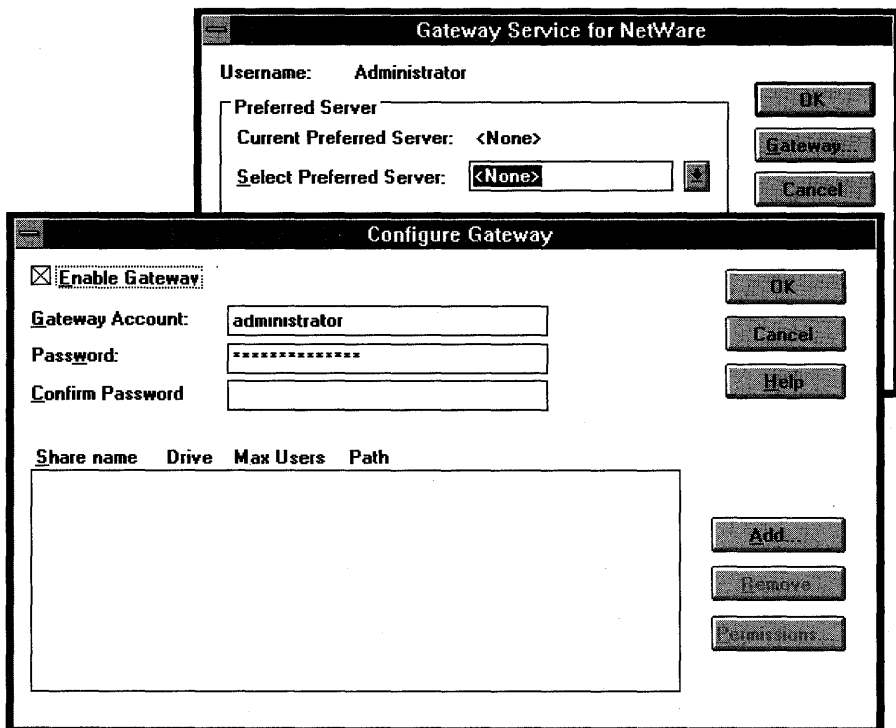 Gateway Service for NetWare
Username: Administrator
Preferred Server
Current Preferred Server: <None>
Select Preferred Server: <None>
OK
Gateway...
Cancel
Configure Gateway
Enable Gateway
Gateway Account: administrator
Password: **************
Confirm Password
OK
Cancel
Help
Share name Drive Max Users Path
Add...
Remove
Permissions...